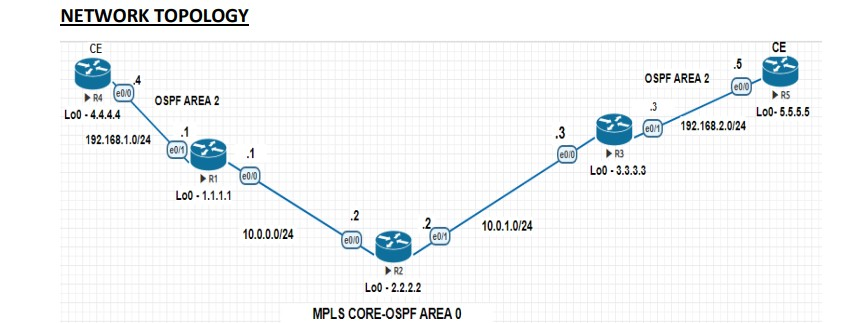 NETWORK TOPOLOGY
CE
.4
e0/0
R4
Lo0 - 4.4.4.4
OSPF AREA 2
192.168.1.0/24
.1
e0/1
R1
Lo0 - 1.1.1.1
.1
e0/0
10.0.0.0/24
.2
e0/0
R2
Lo0 - 2.2.2.2
.2
e0/1
10.0.1.0/24
.3
e0/0
R3
Lo0 - 3.3.3.3
.3
e0/1
192.168.2.0/24
OSPF AREA 2
.5
e0/0
CE
R5
Lo0- 5.5.5.5
MPLS CORE-OSPF AREA 0